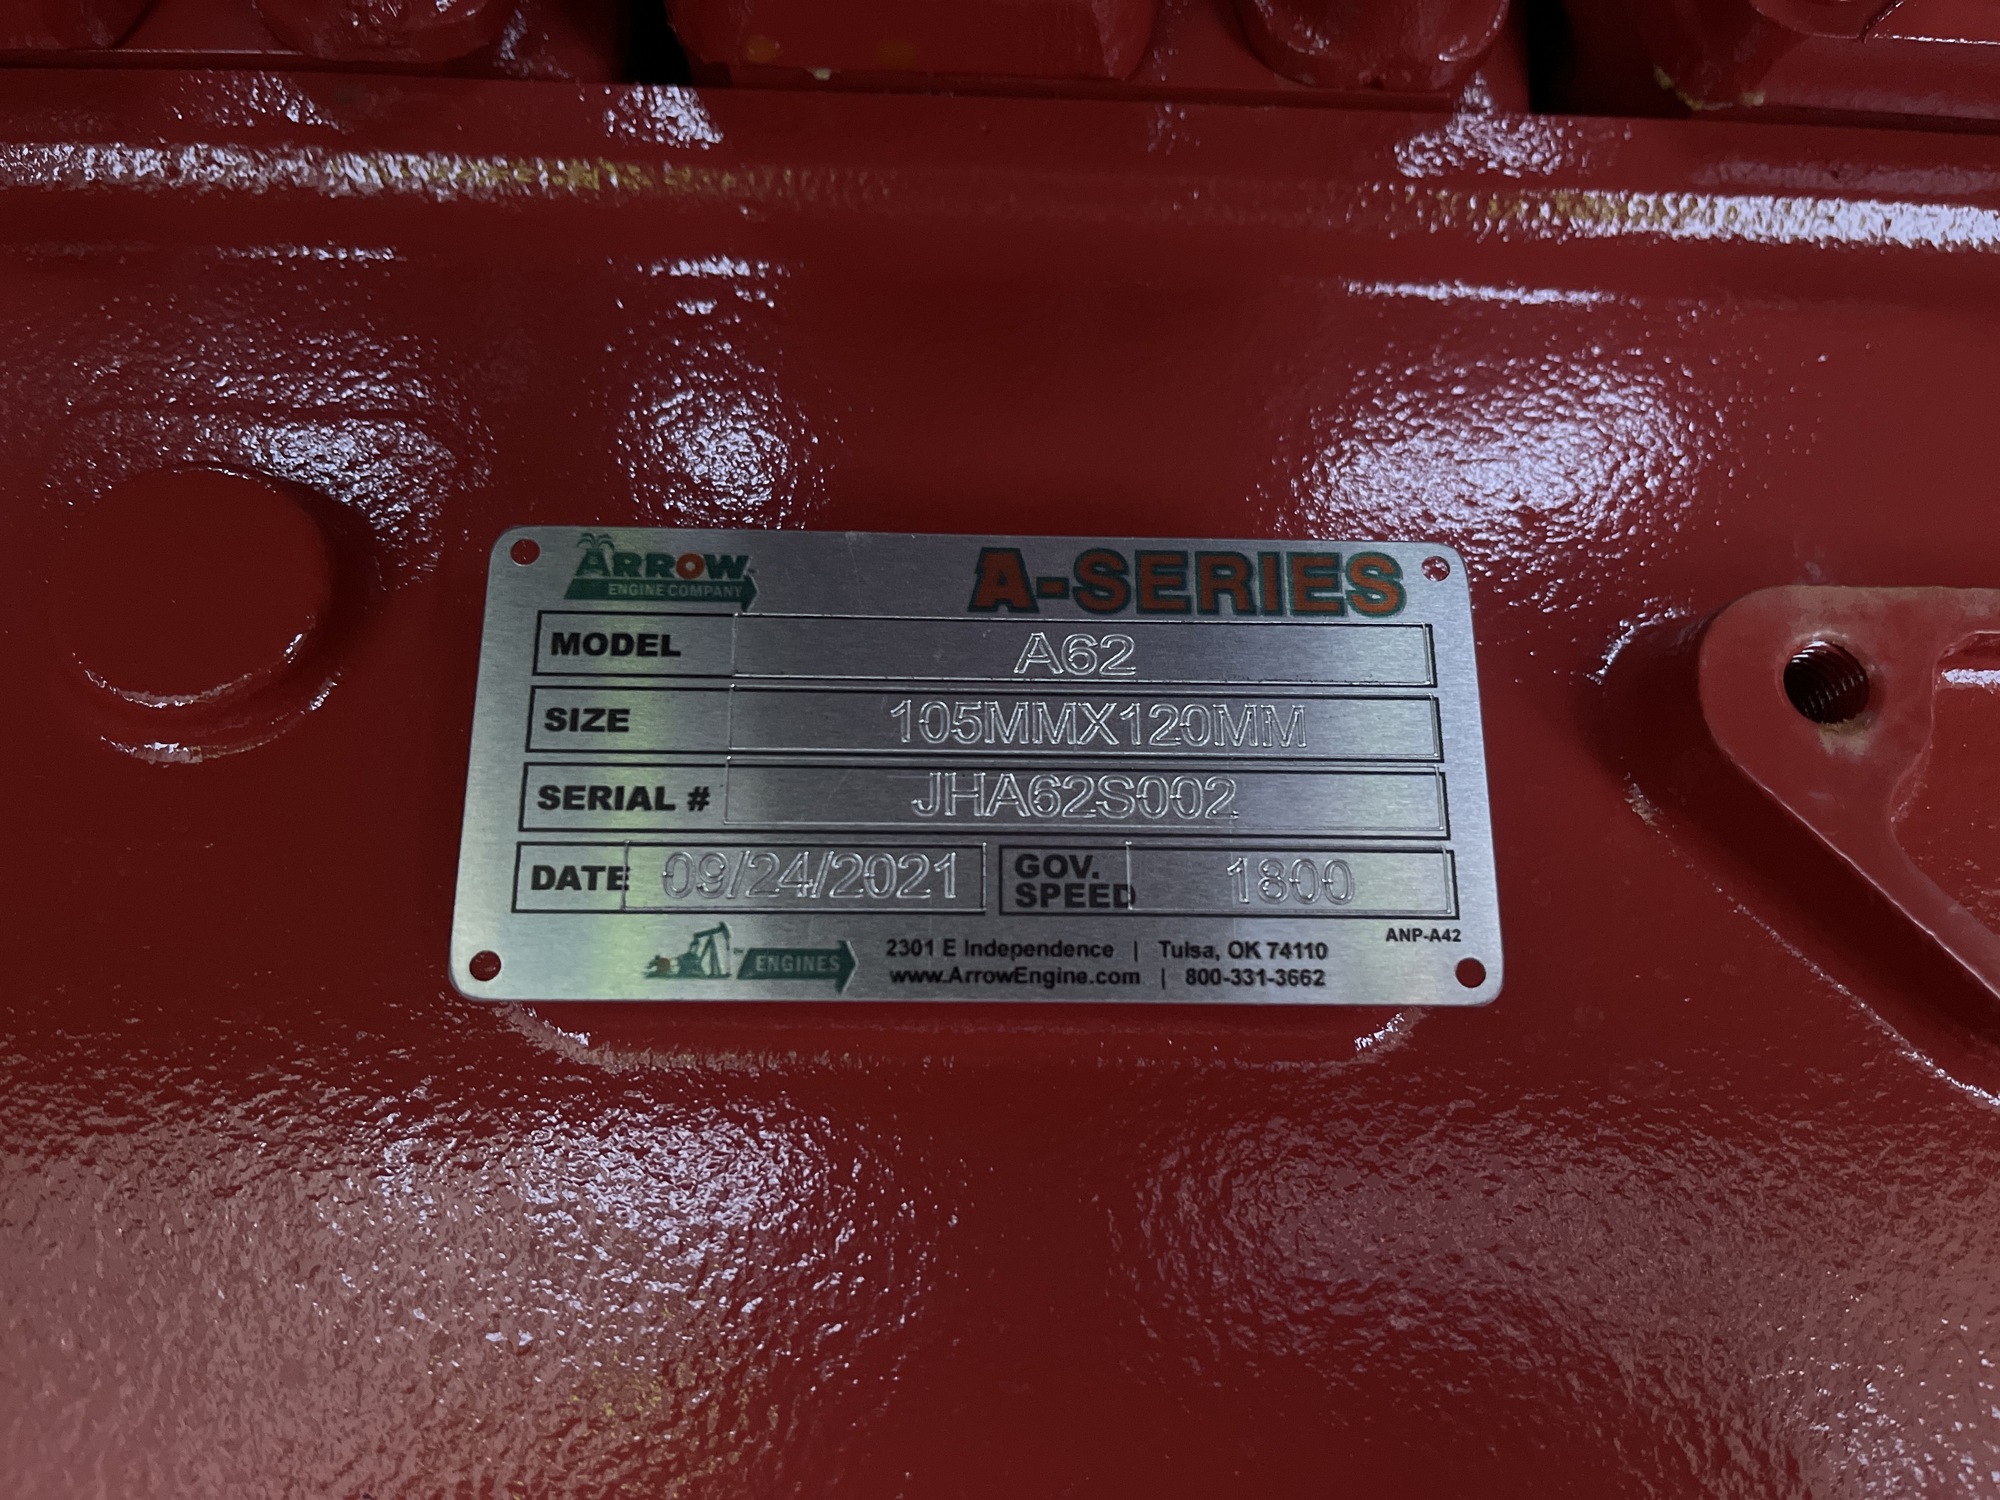 ARROW
ENGINE COMPANY
A-SERIES
MODEL A62
SIZE 105MMX120MM
SERIAL # JHA62S002
DATE 09/24/2021 GOV. SPEED 1800
ANP-A42
ENGINES
2301 E Independence | Tulsa, OK 74110
www.ArrowEngine.com | 800-331-3662